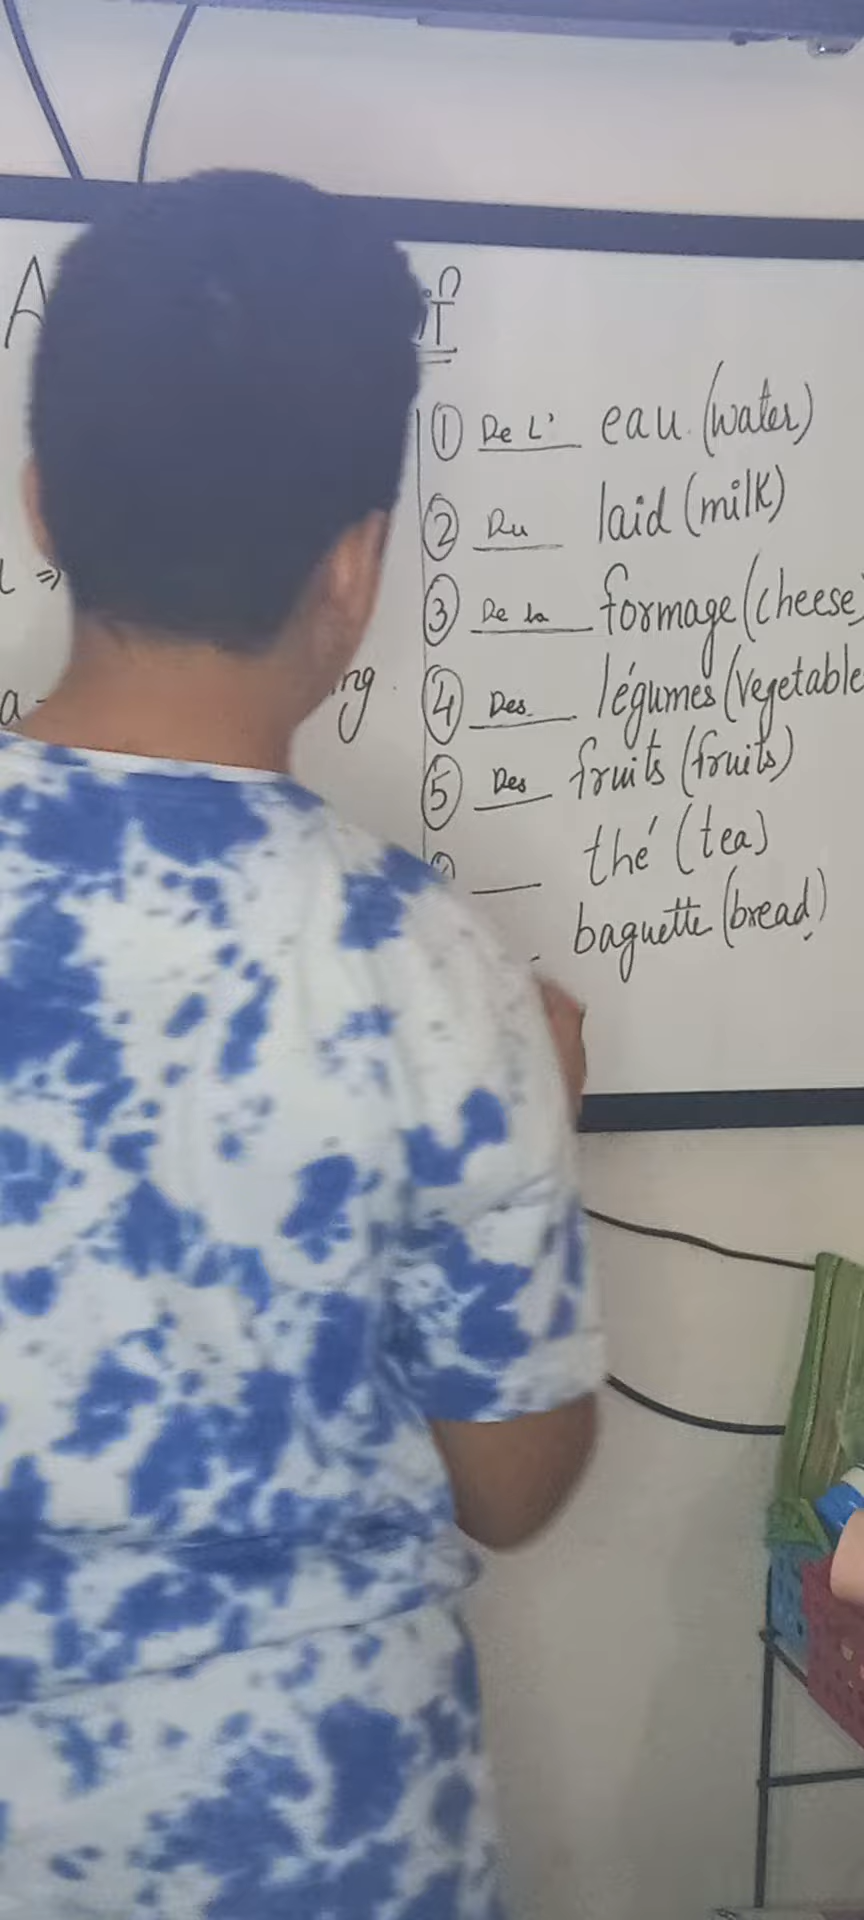 ① De L' eau (water)
② Du laid (milk)
③ De la formage (cheese)
④ Des légumes (vegetable
⑤ Des fruits (fruits)
thé (tea)
baguette (bread)